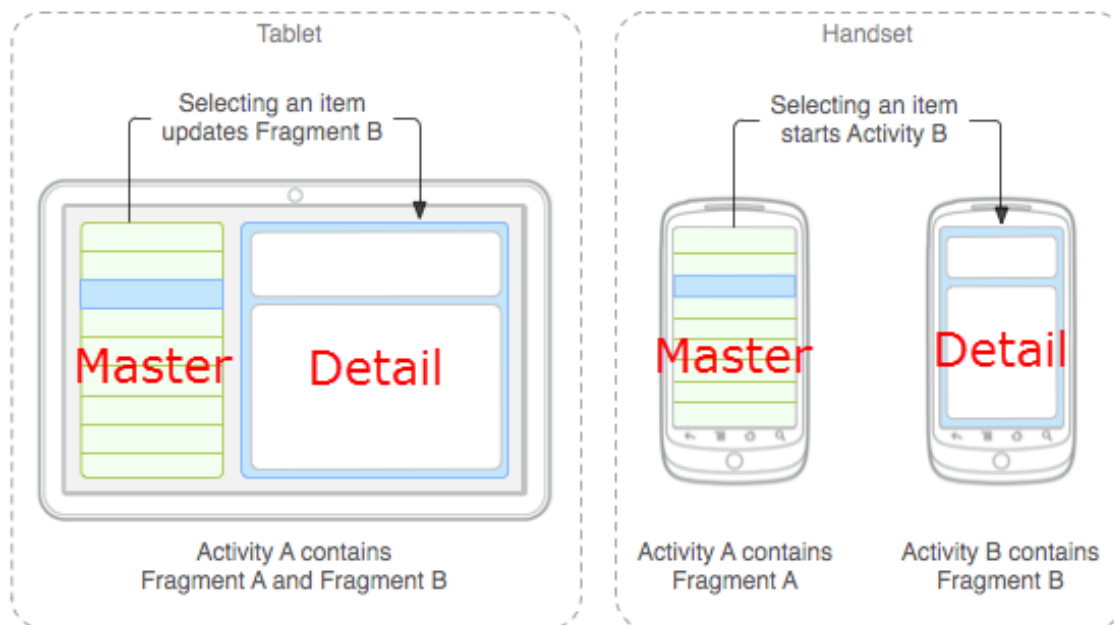 Tablet
Selecting an item
updates Fragment B
Master
Detail
Activity A contains
Fragment A and Fragment B
Handset
Selecting an item
starts Activity B
Master
Detail
Activity A contains
Fragment A
Activity B contains
Fragment B